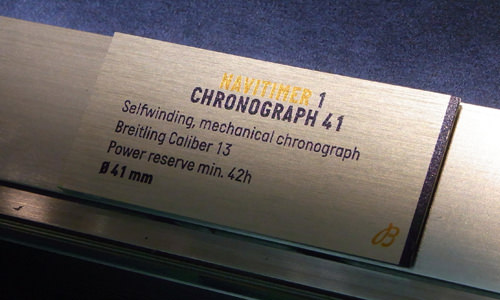 NAVITIMER 1
CHRONOGRAPH 41
Selfwinding, mechanical chronograph
Breitling Caliber 13
Power reserve min. 42h
Ø 41 mm
B